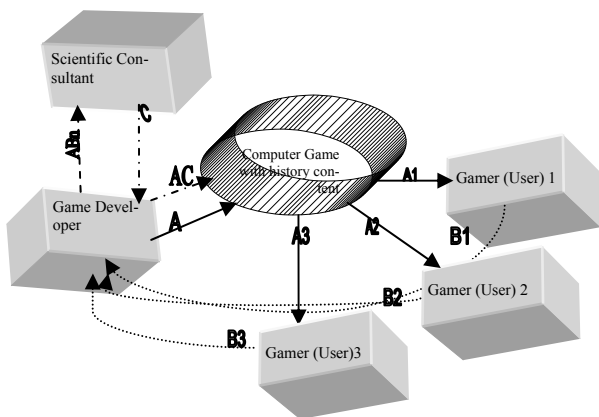 Scientific Con-
sultant
ABn
C
Game Devel-
oper
AC
A
Computer Game
with history con-
tent
A1
A2
A3
Gamer (User) 1
B1
Gamer (User) 2
B2
B3
Gamer (User)3